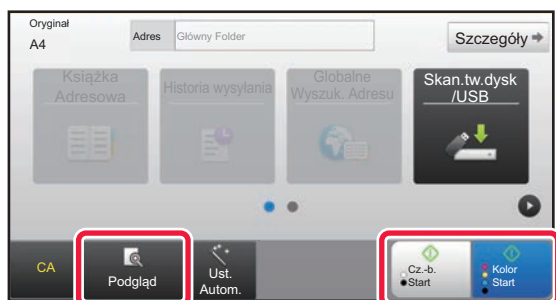 Oryginał
A4
Adres Główny Folder
Szczegóły
Książka
Adresowa
Historia wysyłania
Globalne
Wyszuk. Adresu
Skan.tw.dysk
/USB
CA
Podgląd
Ust.
Autom.
Cz.-b.
Start
Kolor
Start